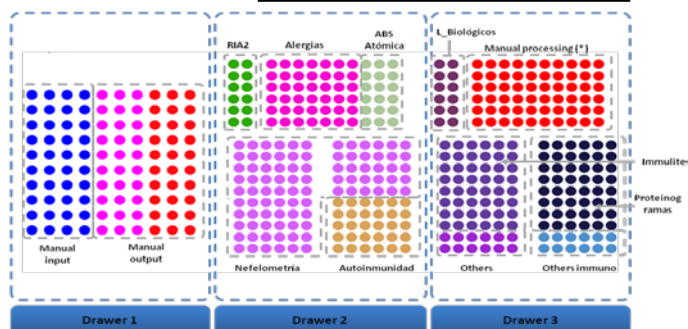 RIA2
Alergias
ABS
Atómica
L_Biológicos
Manual processing (*)
Immulites
Proteinog
ramas
Manual
input
Manual
output
Nefelometría
Autoinmunidad
Others
Others immuno
Drawer 1
Drawer 2
Drawer 3